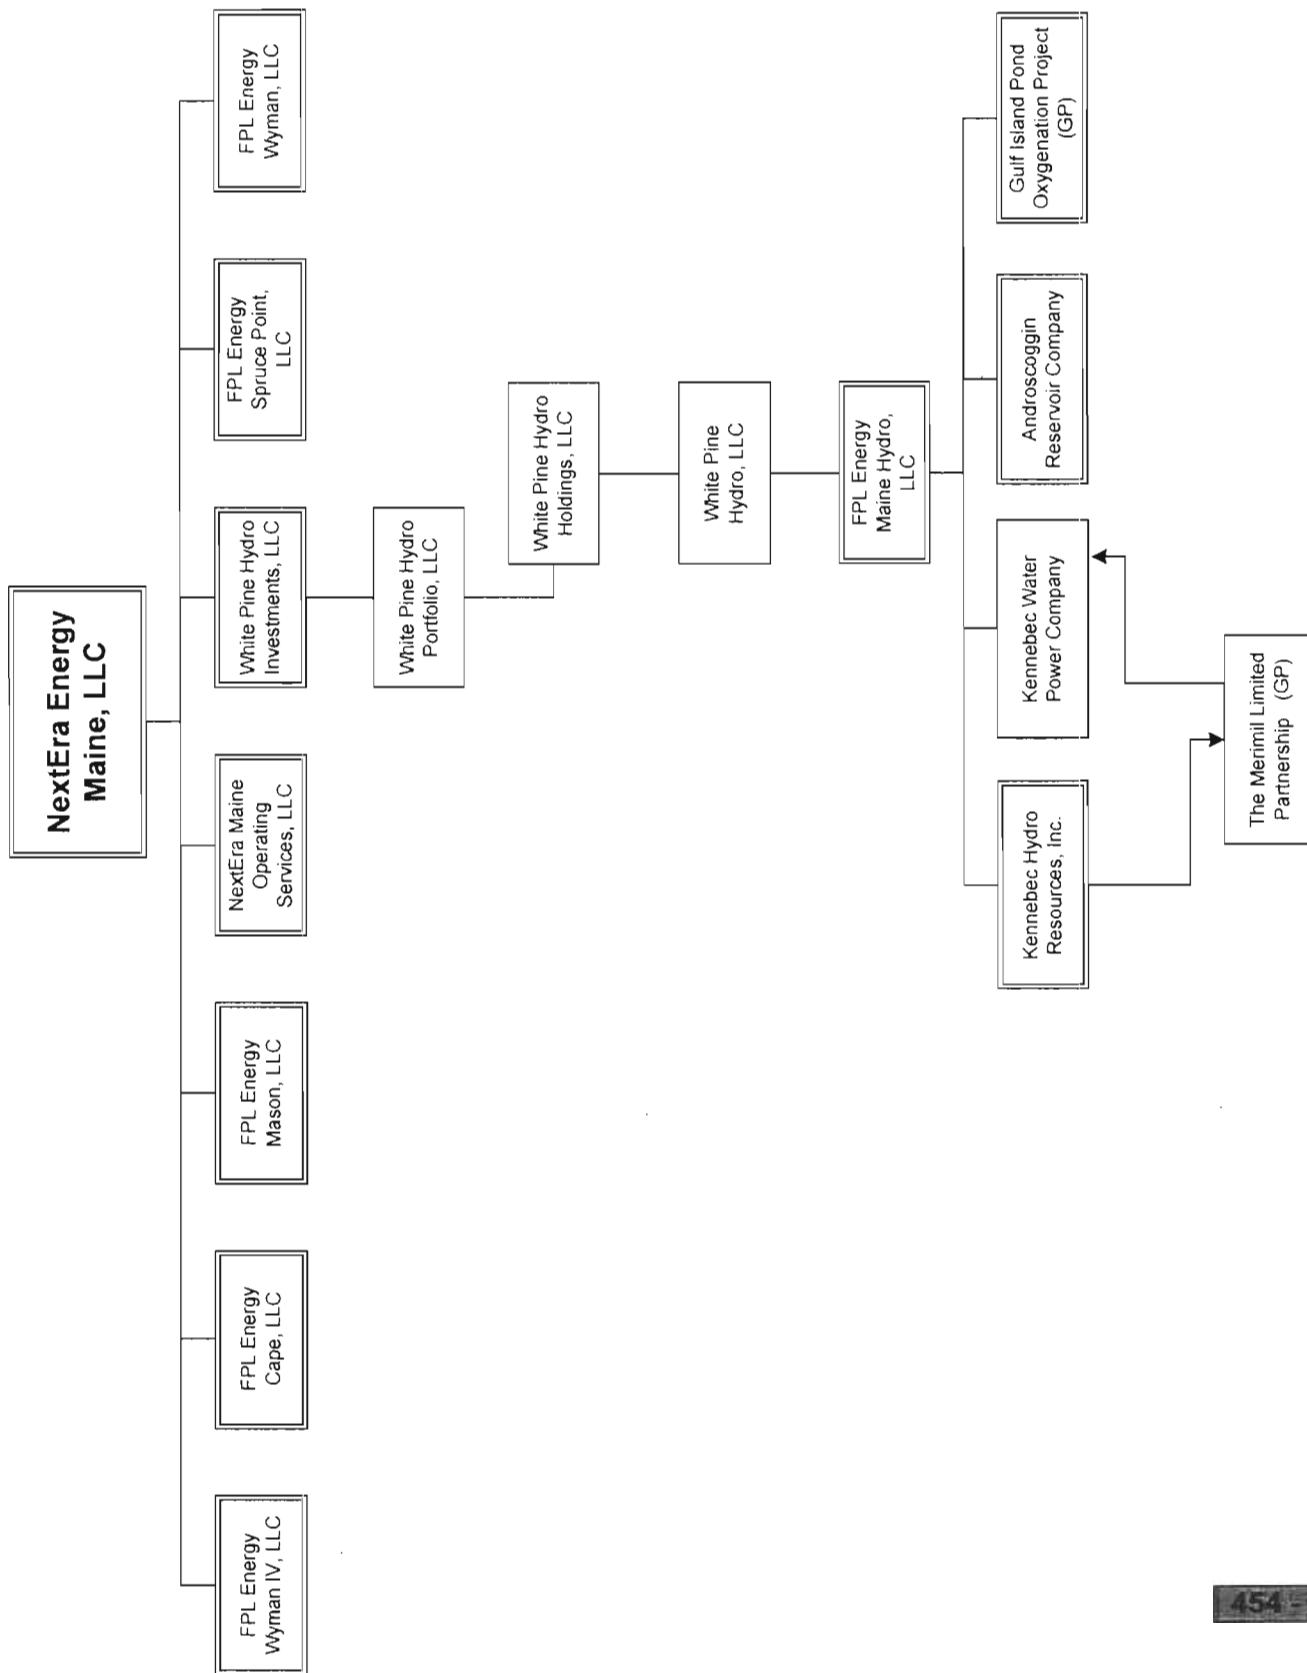 NextEra Energy
Maine, LLC
FPL Energy
Wyman IV, LLC
FPL Energy
Cape, LLC
FPL Energy
Mason, LLC
NextEra Maine
Operating
Services, LLC
White Pine Hydro
Investments, LLC
FPL Energy
Spruce Point,
LLC
FPL Energy
Wyman, LLC
White Pine Hydro
Portfolio, LLC
White Pine Hydro
Holdings, LLC
White Pine
Hydro, LLC
FPL Energy
Maine Hydro,
LLC
Kennebec Hydro
Resources, Inc.
Kennebec Water
Power Company
Androscoggin
Reservoir Company
Gulf Island Pond
Oxygenation Project
(GP)
The Merimil Limited
Partnership (GP)
454 -